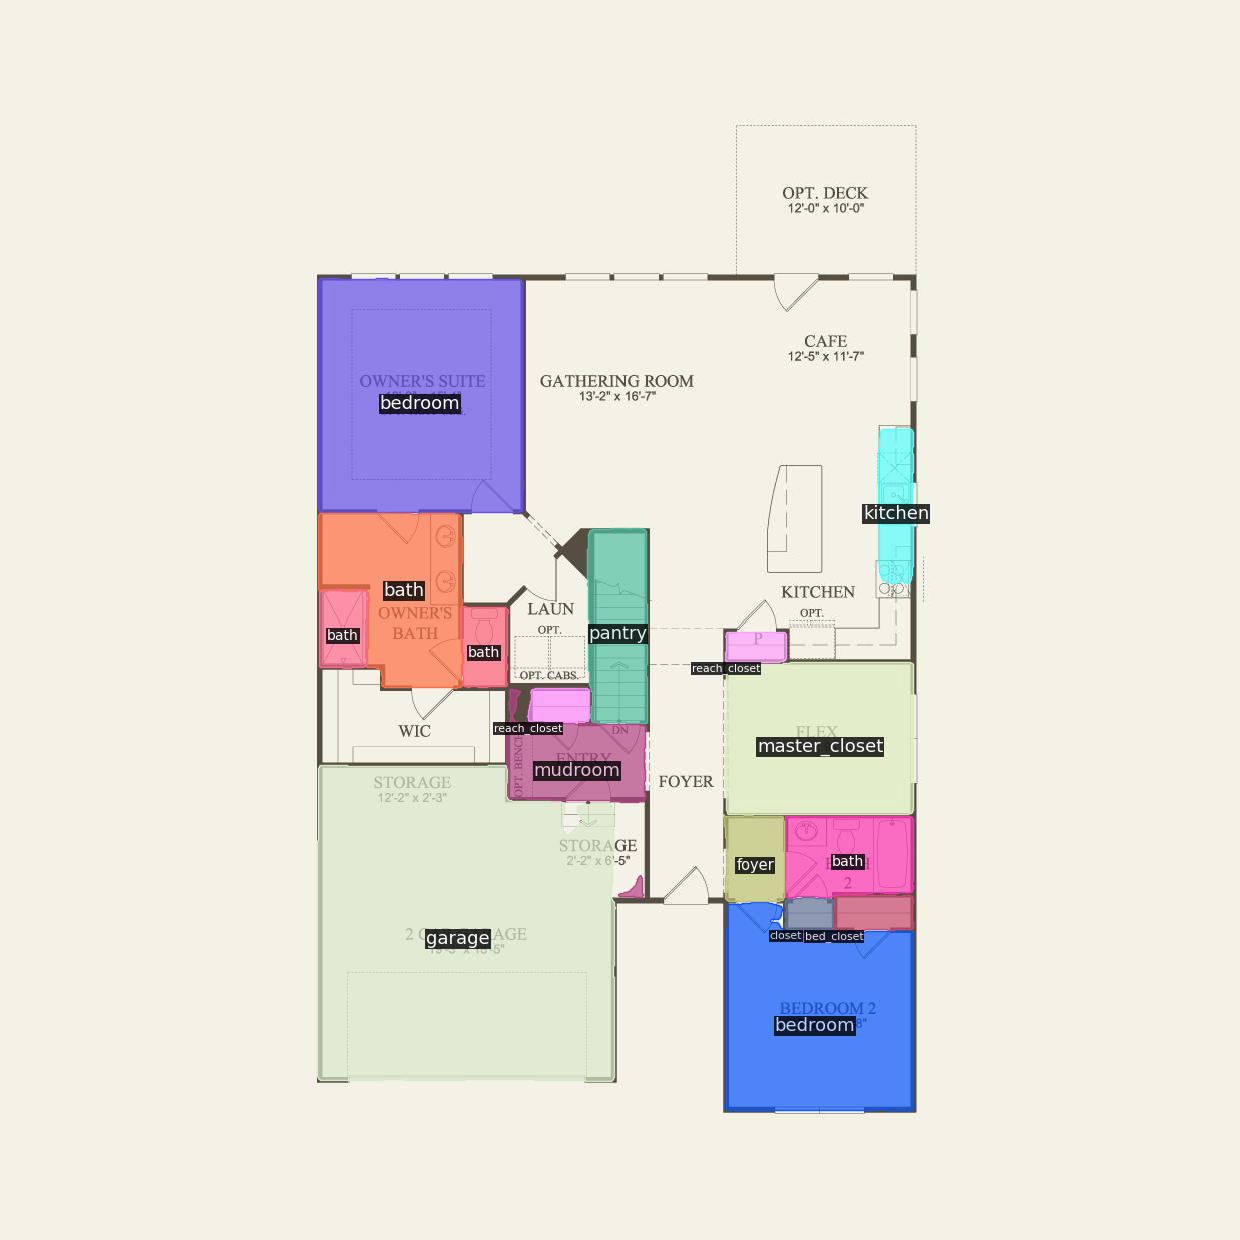 OPT. DECK
12'-0" x 10'-0"
CAFE
12'-5" x 11'-7"
OWNER'S SUITE
bedroom
GATHERING ROOM
13'-2" x 16'-7"
kitchen
KITCHEN
OPT.
bath
OWNER'S
BATH
bath
bath
LAUN
OPT.
OPT. CABS.
pantry
P
reach_closet
WIC
reach_closet
DN
OPT. BENCH
ENTRY
mudroom
FLEX
master_closet
FOYER
STORAGE
12'-2" x 2'-3"
STORAGE
2'-2" x 6'-5"
foyer
bath
2
garage
closet
bed_closet
BEDROOM 2
bedroom